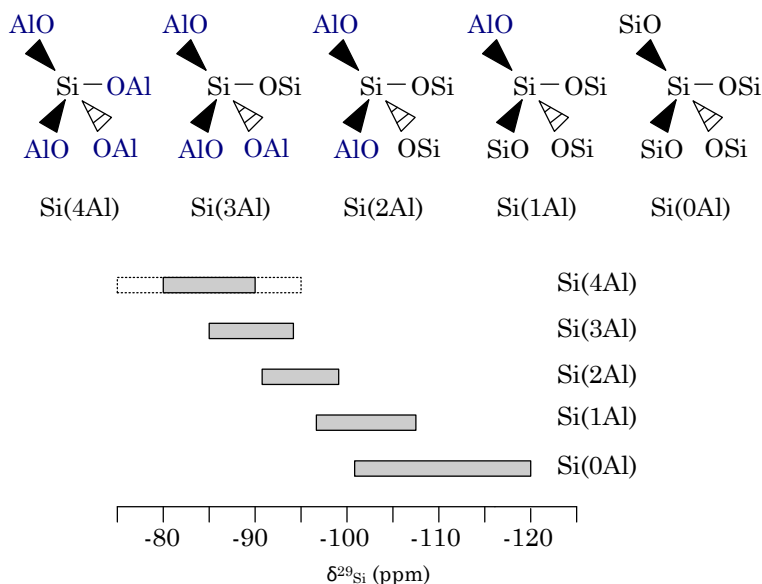 AlO AlO AlO AlO SiO
Si OAl Si OSi Si OSi Si OSi Si OSi
AlO OAl AlO OAl AlO OSi SiO OSi SiO OSi
Si(4Al) Si(3Al) Si(2Al) Si(1Al) Si(0Al)
Si(4Al)
Si(3Al)
Si(2Al)
Si(1Al)
Si(0Al)
-80 -90 -100 -110 -120
δ²⁹Si (ppm)